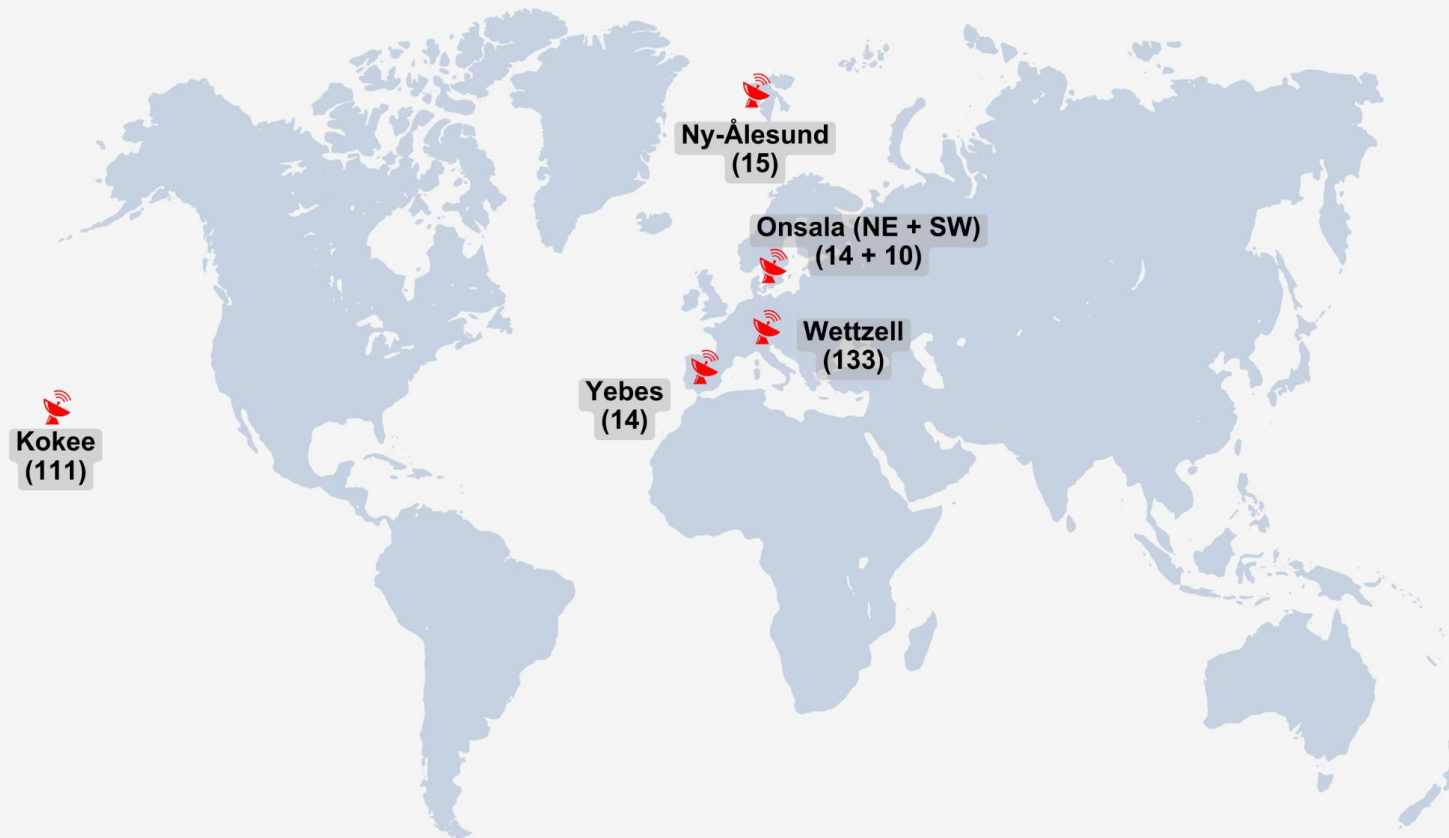 Ny-Ålesund
(15)
Onsala (NE + SW)
(14 + 10)
Wettzell
(133)
Yebes
(14)
Kokee
(111)